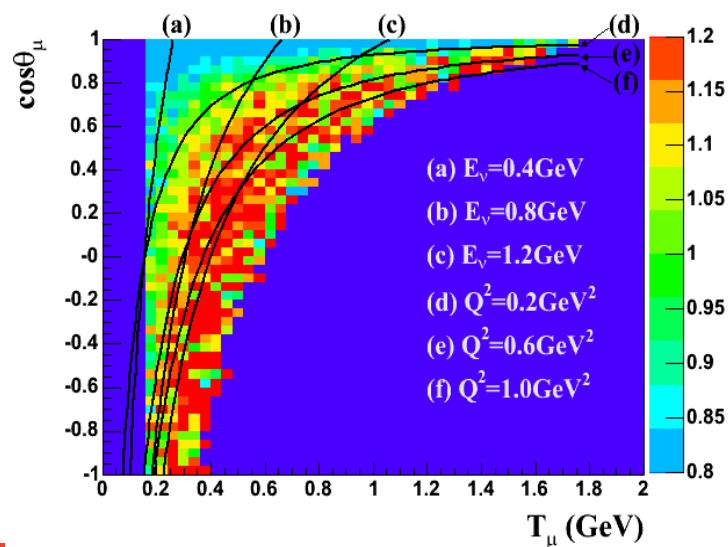 (a) (b) (c) (d)
(e)
(f)
cosθμ
1
0.8
0.6
0.4
0.2
-0
-0.2
-0.4
-0.6
-0.8
-1
0 0.2 0.4 0.6 0.8 1 1.2 1.4 1.6 1.8 2
Tμ (GeV)
(a) Eν=0.4GeV
(b) Eν=0.8GeV
(c) Eν=1.2GeV
(d) Q²=0.2GeV²
(e) Q²=0.6GeV²
(f) Q²=1.0GeV²
1.2
1.15
1.1
1.05
1
0.95
0.9
0.85
0.8